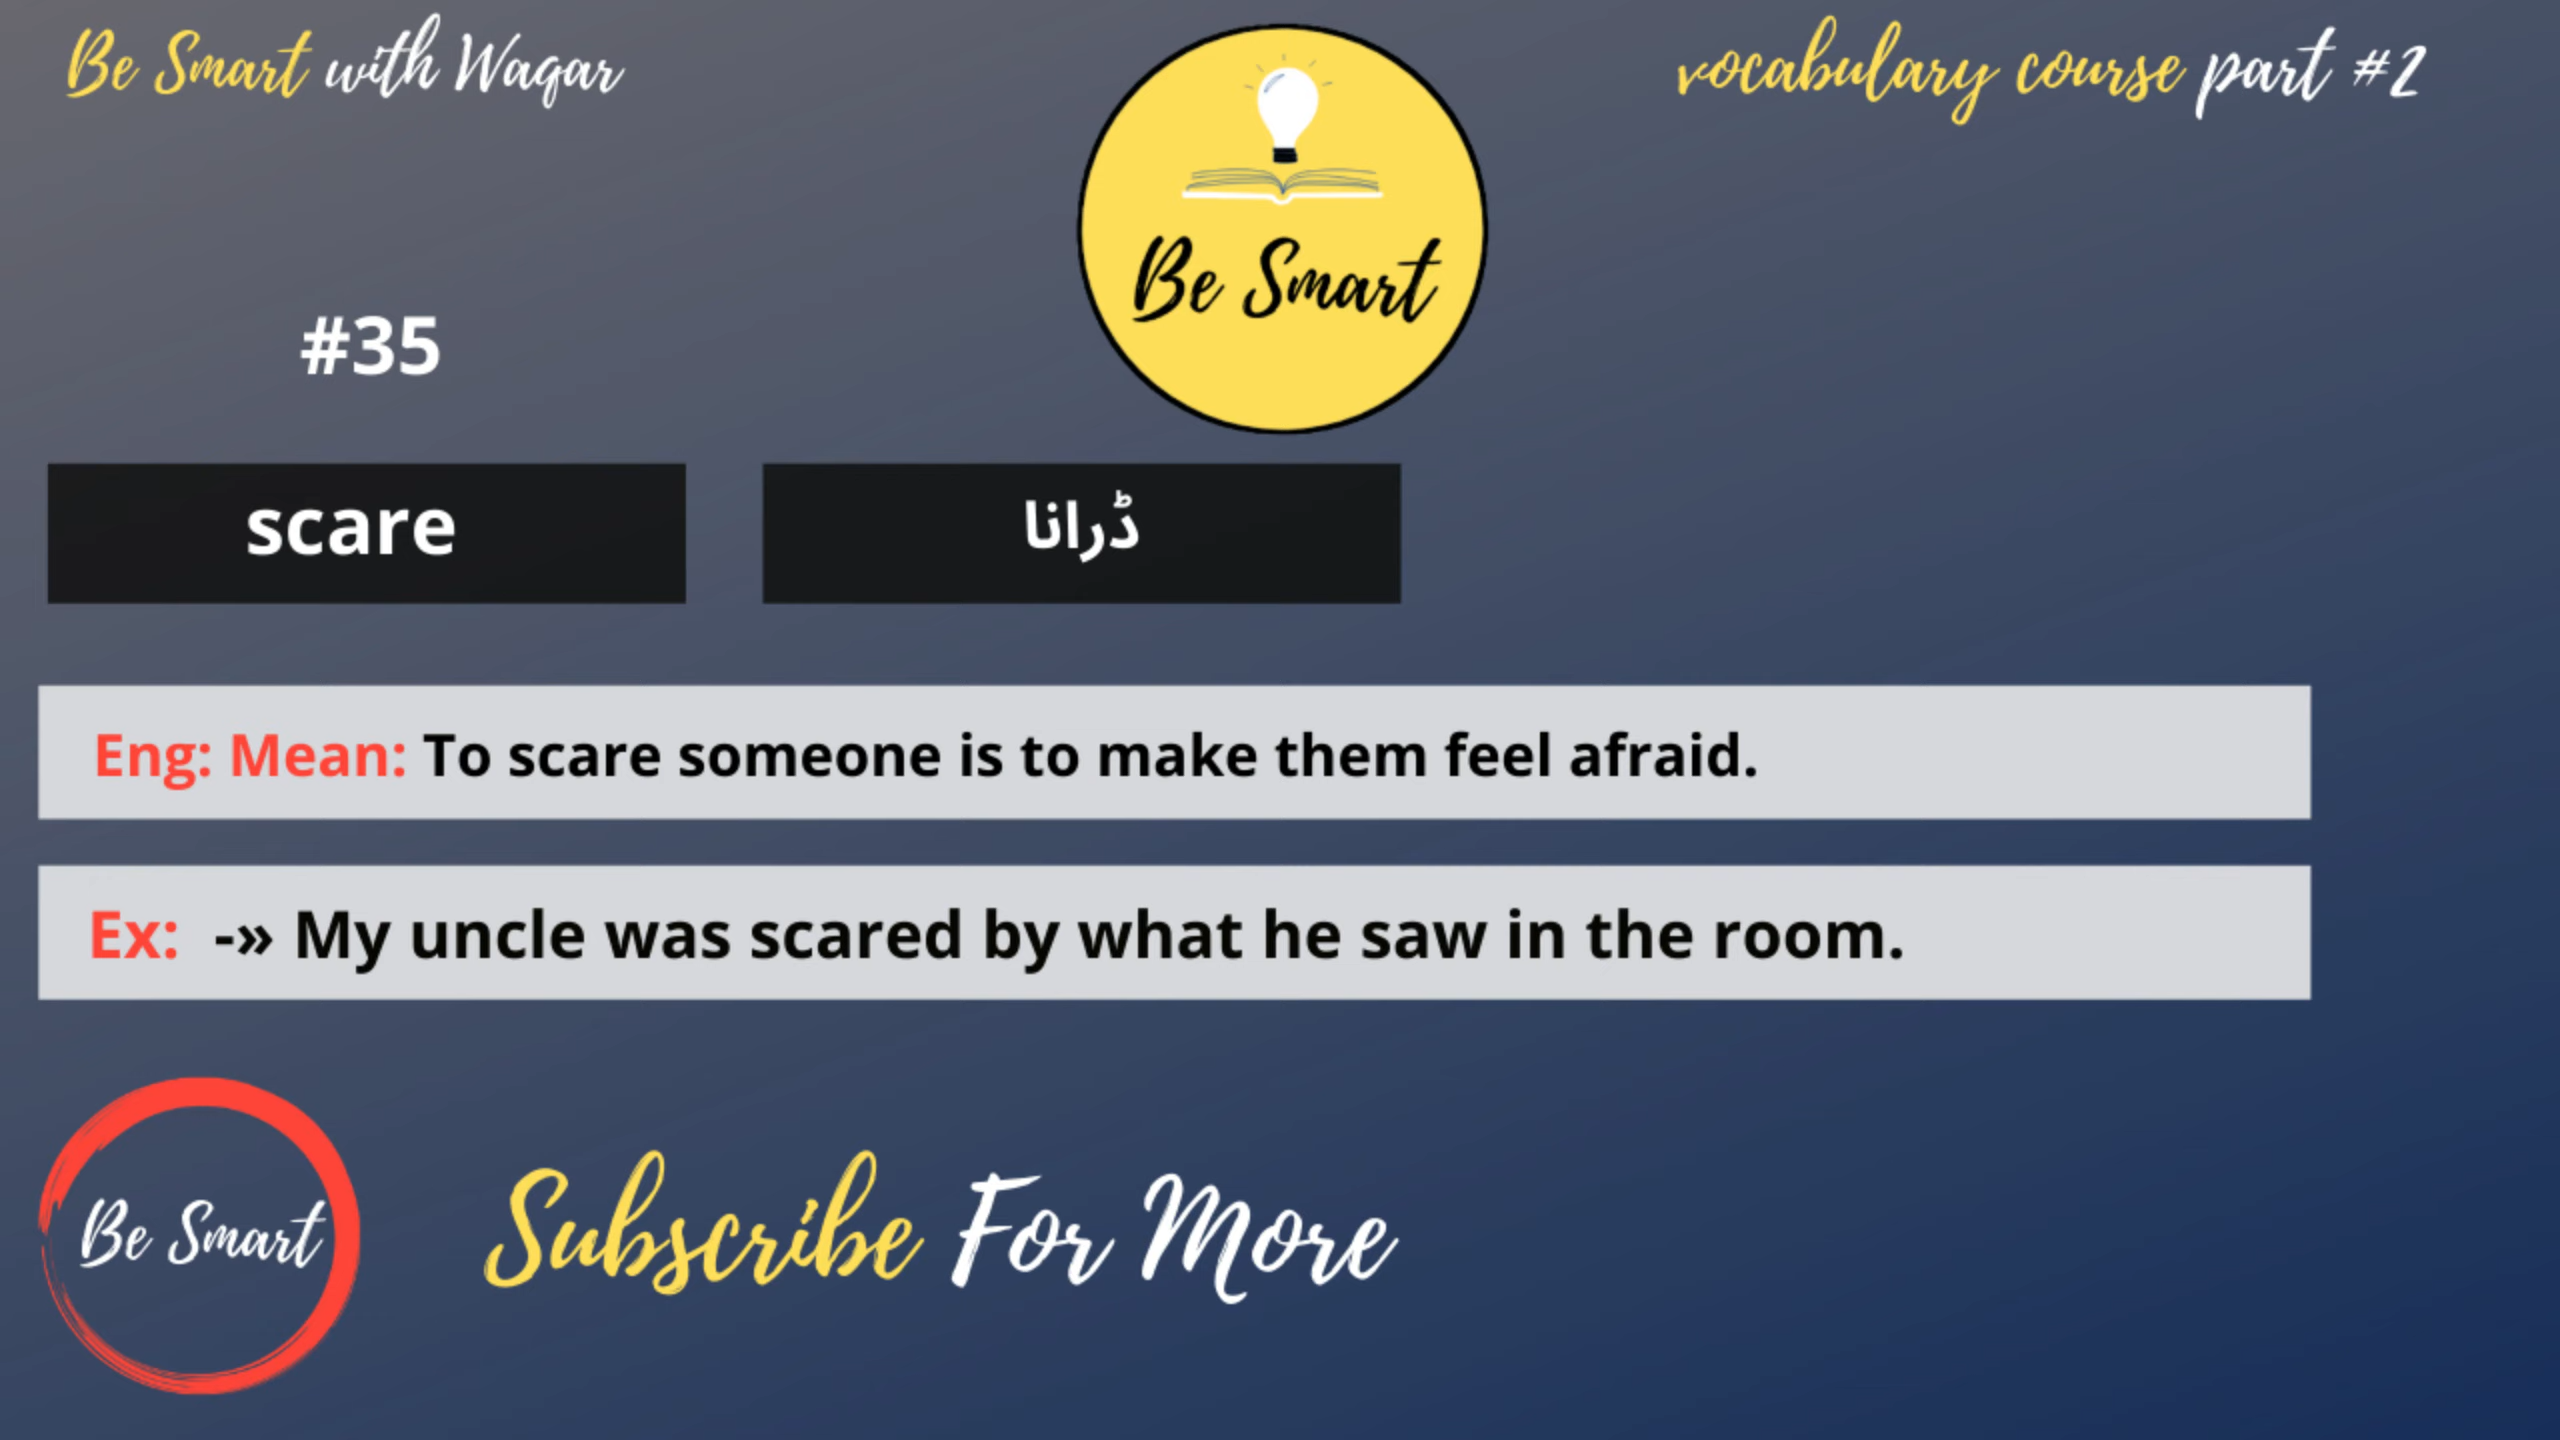 Be Smart with Waqar
vocabulary course part #2
Be Smart
#35
scare
ڈرانا
Eng: Mean: To scare someone is to make them feel afraid.
Ex: -» My uncle was scared by what he saw in the room.
Be Smart
Subscribe For More